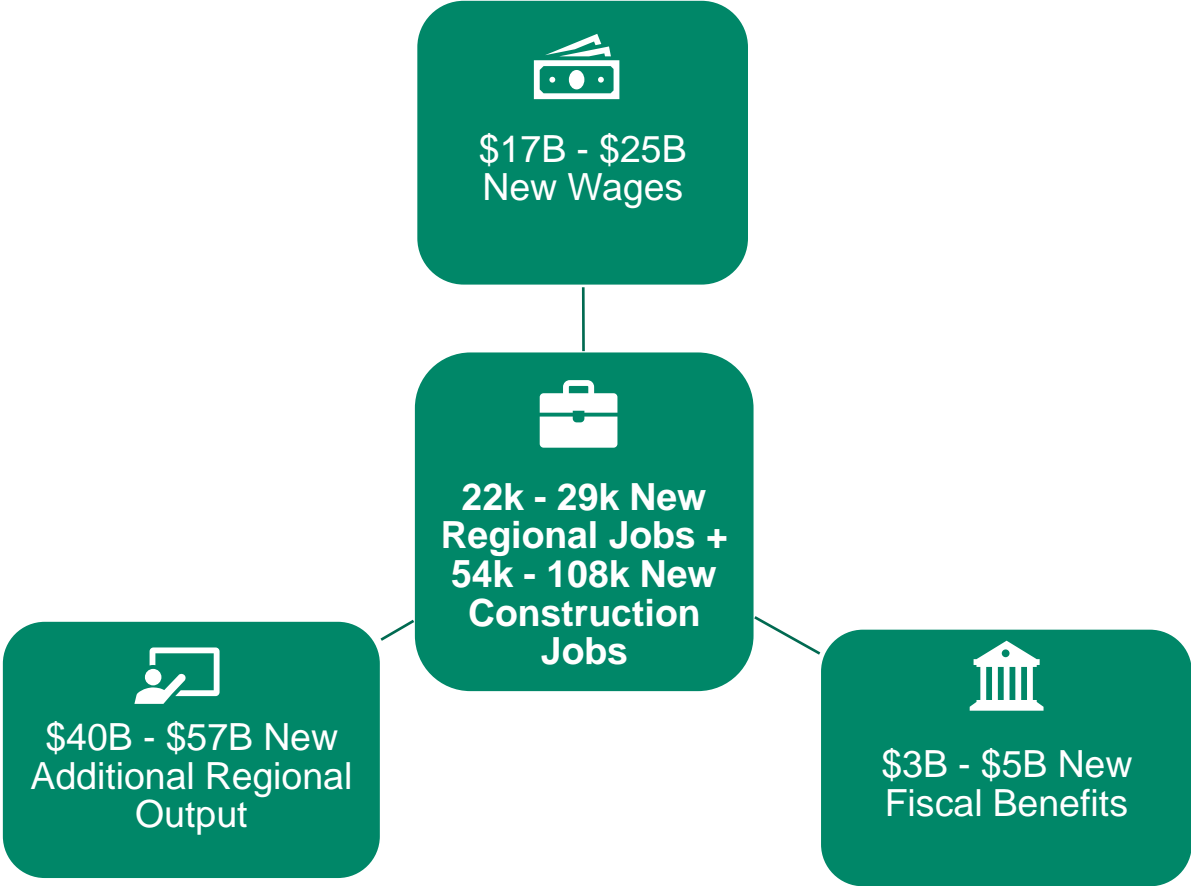 $17B - $25B
New Wages
22k - 29k New
Regional Jobs +
54k - 108k New
Construction
Jobs
$40B - $57B New
Additional Regional
Output
$3B - $5B New
Fiscal Benefits